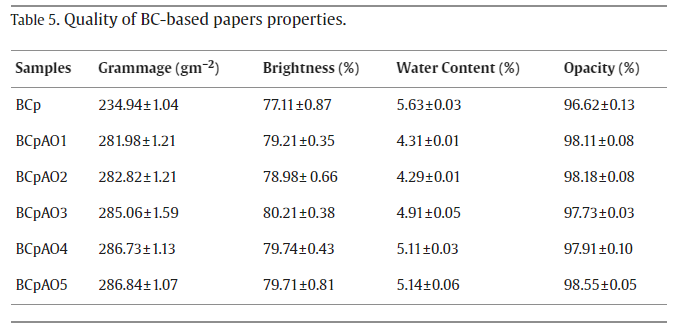 Table 5. Quality of BC-based papers properties.
Samples Grammage (gm⁻²) Brightness (%) Water Content (%) Opacity (%)
BCp 234.94±1.04 77.11±0.87 5.63±0.03 96.62±0.13
BCpAO1 281.98±1.21 79.21±0.35 4.31±0.01 98.11±0.08
BCpAO2 282.82±1.21 78.98± 0.66 4.29±0.01 98.18±0.08
BCpAO3 285.06±1.59 80.21±0.38 4.91±0.05 97.73±0.03
BCpAO4 286.73±1.13 79.74±0.43 5.11±0.03 97.91±0.10
BCpAO5 286.84±1.07 79.71±0.81 5.14±0.06 98.55±0.05